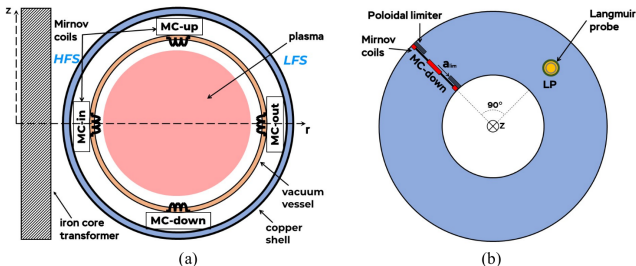 z
Mirnov
coils
HFS
MC-up
plasma
LFS
MC-in
MC-out
r
MC-down
vacuum
vessel
copper
shell
iron core
transformer
(a)
Poloidal limiter
Mirnov
coils
a lim
MC-down
Langmuir
probe
LP
90°
z
(b)